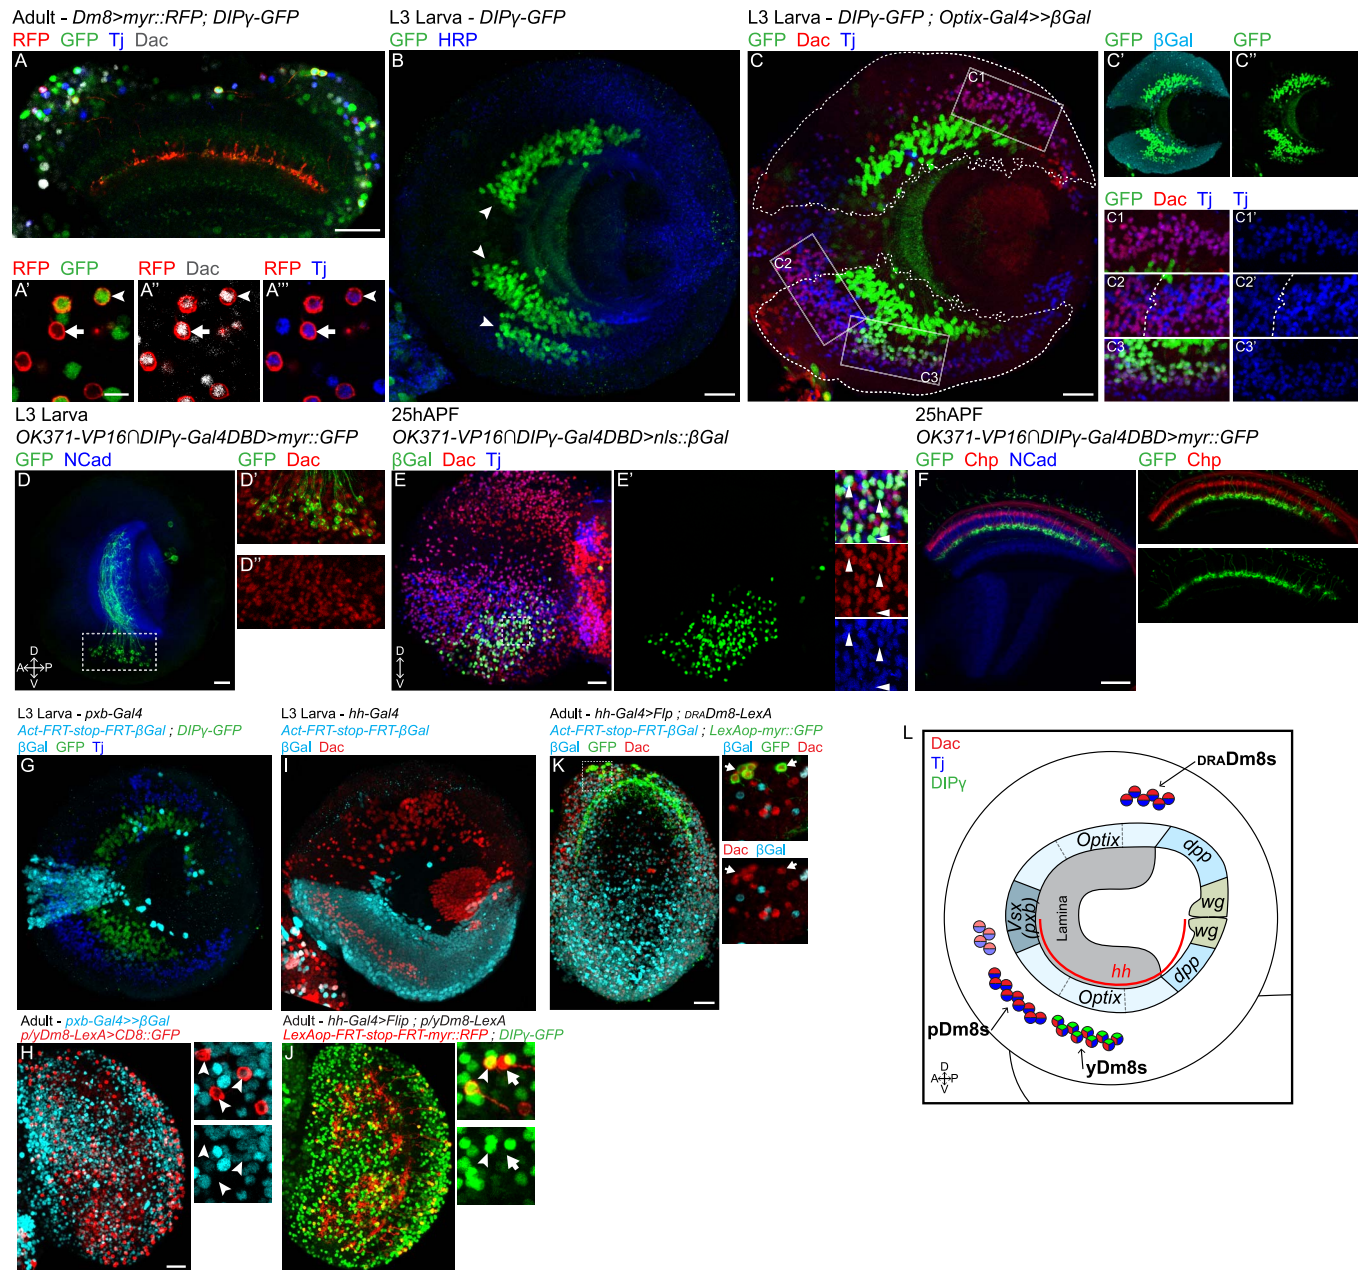 Adult - Dm8>myr::RFP; DIPγ-GFP
RFP GFP Tj Dac
A
RFP GFP
A'
RFP Dac
A''
RFP Tj
A'''
L3 Larva - DIPγ-GFP
GFP HRP
B
L3 Larva - DIPγ-GFP ; Optix-Gal4>>βGal
GFP Dac Tj
C
C1
C2
C3
GFP βGal
C'
GFP
C''
GFP Dac Tj
C1
C2
C3
Tj
C1'
C2'
C3'
L3 Larva
OK371-VP16∩DIPγ-Gal4DBD>myr::GFP
GFP NCad
D
D
A P
V
GFP Dac
D'
D''
25hAPF
OK371-VP16∩DIPγ-Gal4DBD>nls::βGal
βGal Dac Tj
E
D
V
E'
25hAPF
OK371-VP16∩DIPγ-Gal4DBD>myr::GFP
GFP Chp NCad
F
GFP Chp
L3 Larva - pxb-Gal4
Act-FRT-stop-FRT-βGal ; DIPγ-GFP
βGal GFP Tj
G
L3 Larva - hh-Gal4
Act-FRT-stop-FRT-βGal
βGal Dac
I
Adult - hh-Gal4>Flp ; DRADm8-LexA
Act-FRT-stop-FRT-βGal ; LexAop-myr::GFP
βGal GFP Dac
K
βGal GFP Dac
Dac βGal
Adult - pxb-Gal4>>βGal
p/yDm8-LexA>CD8::GFP
H
Adult - hh-Gal4>Flip ; p/yDm8-LexA
LexAop-FRT-stop-FRT-myr::RFP ; DIPγ-GFP
J
L
Dac
Tj
DIPγ
DRADm8s
Optix
dpp
wg
wg
dpp
Vsx
(pxb)
Lamina
hh
Optix
pDm8s
yDm8s
D
A P
V